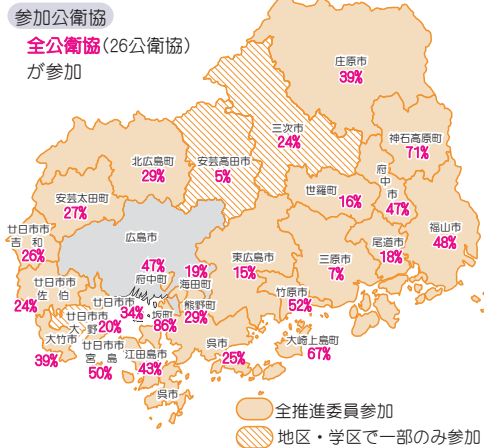 参加公衛協
全公衛協(26公衛協)
が参加
庄原市
39%
三次市
24%
神石高原町
71%
北広島町
29%
安芸高田市
5%
府中市
47%
世羅町
16%
安芸太田町
27%
福山市
48%
廿日市市
吉和
26%
広島市
尾道市
18%
東広島市
15%
三原市
7%
47%
府中町
19%
海田町
廿日市市
佐伯
24%
竹原市
52%
廿日市市
34%
坂町
86%
熊野町
29%
廿日市市
大野
20%
大竹市
39%
廿日市市
宮島
50%
江田島市
43%
呉市
25%
大崎上島町
67%
呉市
全推進委員参加
地区・学区で一部のみ参加